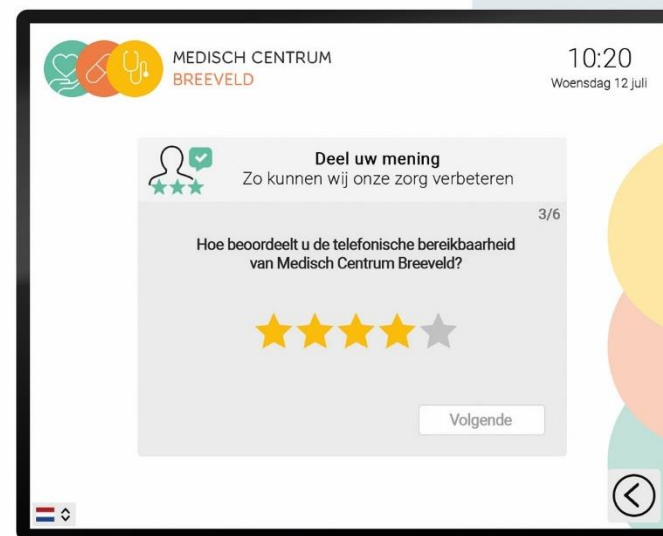 MEDISCH CENTRUM
BREEVELD
10:20
Woensdag 12 juli
Deel uw mening
Zo kunnen wij onze zorg verbeteren
3/6
Hoe beoordeelt u de telefonische bereikbaarheid
van Medisch Centrum Breeveld?
Volgende